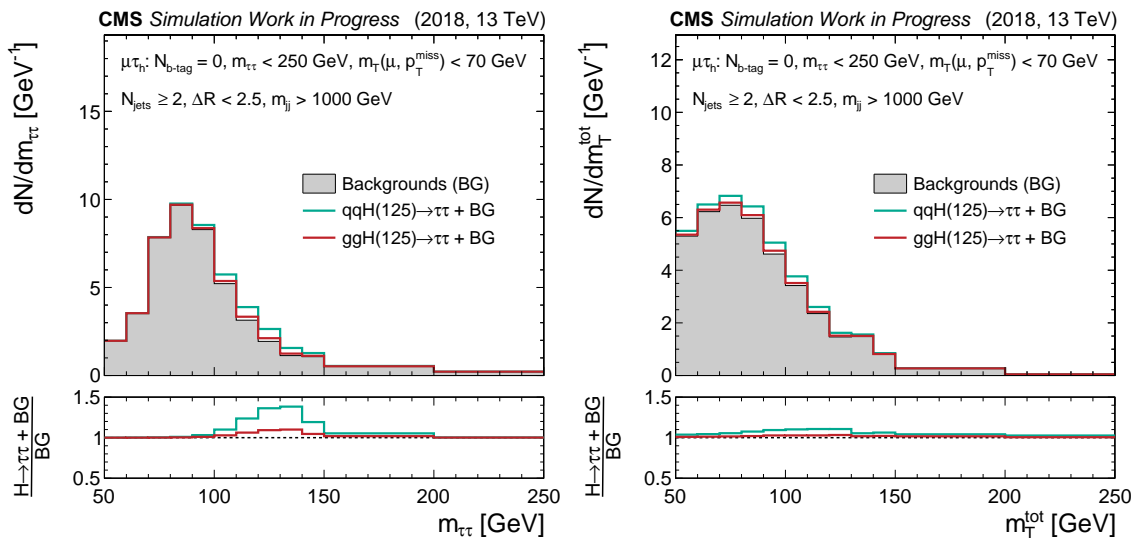 CMS Simulation Work in Progress (2018, 13 TeV)
μτh: Nb-tag = 0, mττ < 250 GeV, mT(μ, pTmiss) < 70 GeV
Njets ≥ 2, ΔR < 2.5, mjj > 1000 GeV
dN/dmττ [GeV⁻¹]
15
10
5
0
Backgrounds (BG)
qqH(125)→ττ + BG
ggH(125)→ττ + BG
H→ττ + BG
BG
1.5
1
0.5
50 100 150 200 250
mττ [GeV]
CMS Simulation Work in Progress (2018, 13 TeV)
μτh: Nb-tag = 0, mττ < 250 GeV, mT(μ, pTmiss) < 70 GeV
Njets ≥ 2, ΔR < 2.5, mjj > 1000 GeV
dN/dmTtot [GeV⁻¹]
12
10
8
6
4
2
0
Backgrounds (BG)
qqH(125)→ττ + BG
ggH(125)→ττ + BG
H→ττ + BG
BG
1.5
1
0.5
50 100 150 200 250
mTtot [GeV]